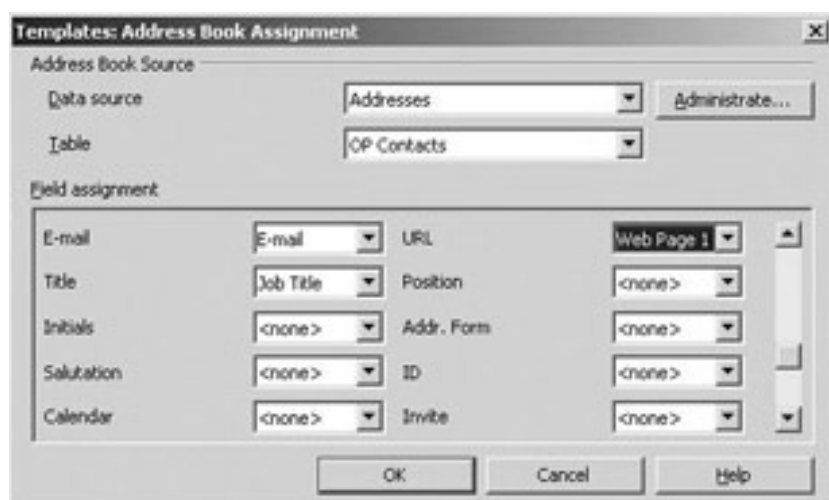 Templates: Address Book Assignment
Address Book Source
Data source Addresses Administrate...
Table OP Contacts
Field assignment
E-mail E-mail URL Web Page 1
Title Job Title Position <none>
Initials <none> Addr. Form <none>
Salutation <none> ID <none>
Calendar <none> Invite <none>
OK Cancel Help